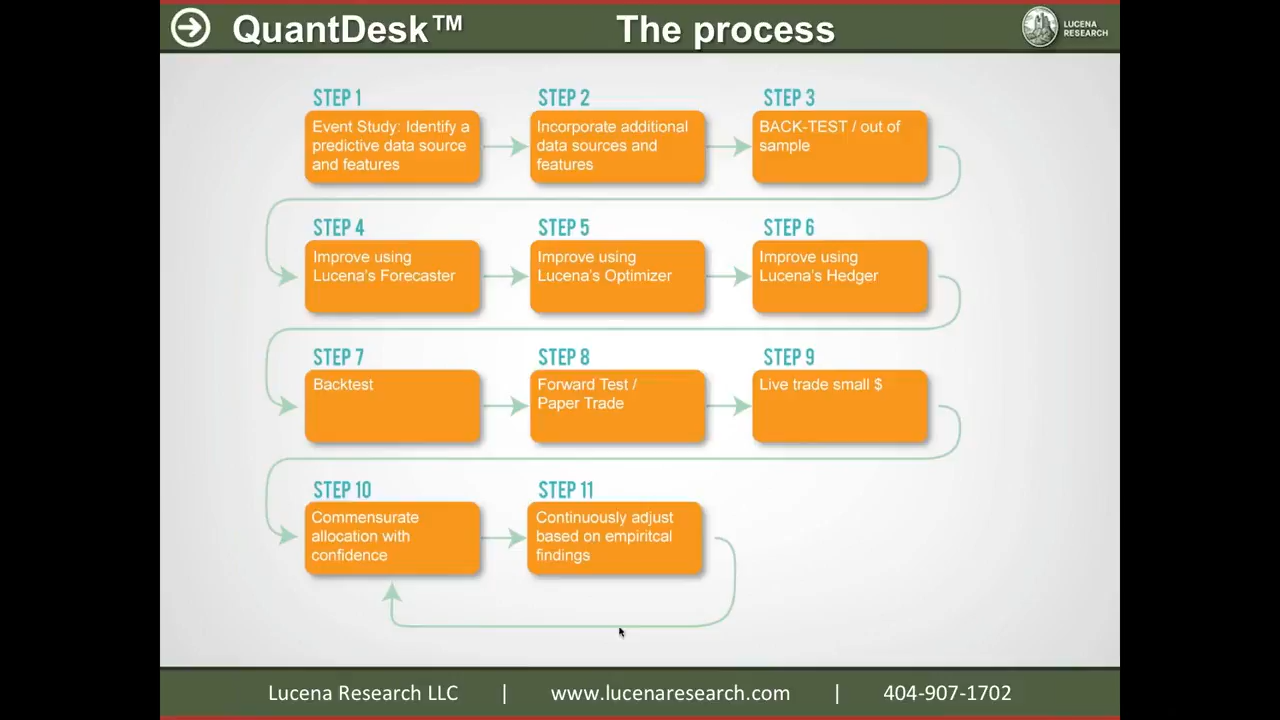 QuantDesk™
The process
LUCENA
RESEARCH
STEP 1
Event Study: Identify a
predictive data source
and features
STEP 2
Incorporate additional
data sources and
features
STEP 3
BACK-TEST / out of
sample
STEP 4
Improve using
Lucena's Forecaster
STEP 5
Improve using
Lucena's Optimizer
STEP 6
Improve using
Lucena's Hedger
STEP 7
Backtest
STEP 8
Forward Test /
Paper Trade
STEP 9
Live trade small $
STEP 10
Commensurate
allocation with
confidence
STEP 11
Continuously adjust
based on empiritcal
findings
Lucena Research LLC | www.lucenaresearch.com | 404-907-1702